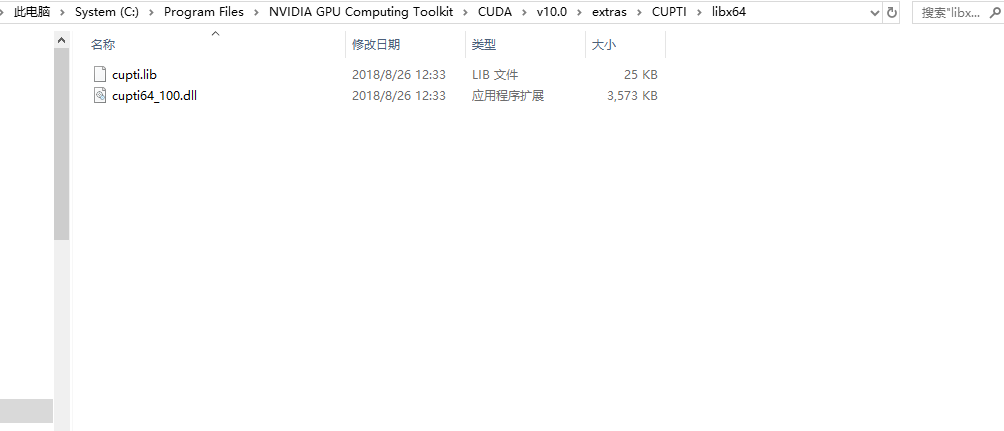 此电脑 > System (C:) > Program Files > NVIDIA GPU Computing Toolkit > CUDA > v10.0 > extras > CUPTI > libx64 搜索"libx...
名称 修改日期 类型 大小
cupti.lib 2018/8/26 12:33 LIB 文件 25 KB
cupti64_100.dll 2018/8/26 12:33 应用程序扩展 3,573 KB